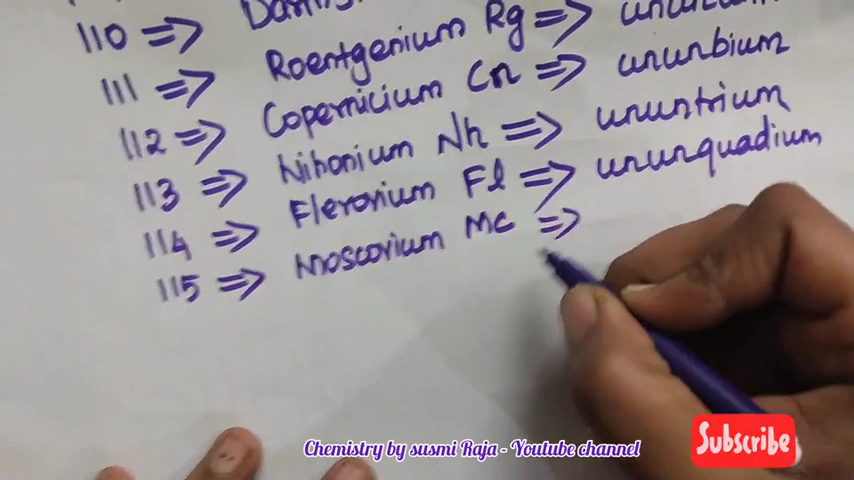 110 =>
111 => Roentgenium Rg =>
112 => Copernicium Cn => ununbium
113 => Nihonium Nh => ununtrium
114 => Flerovium Fl => ununquadium
115 => Moscovium Mc =>
Chemistry by susmi Raja - Youtube channel
Subscribe